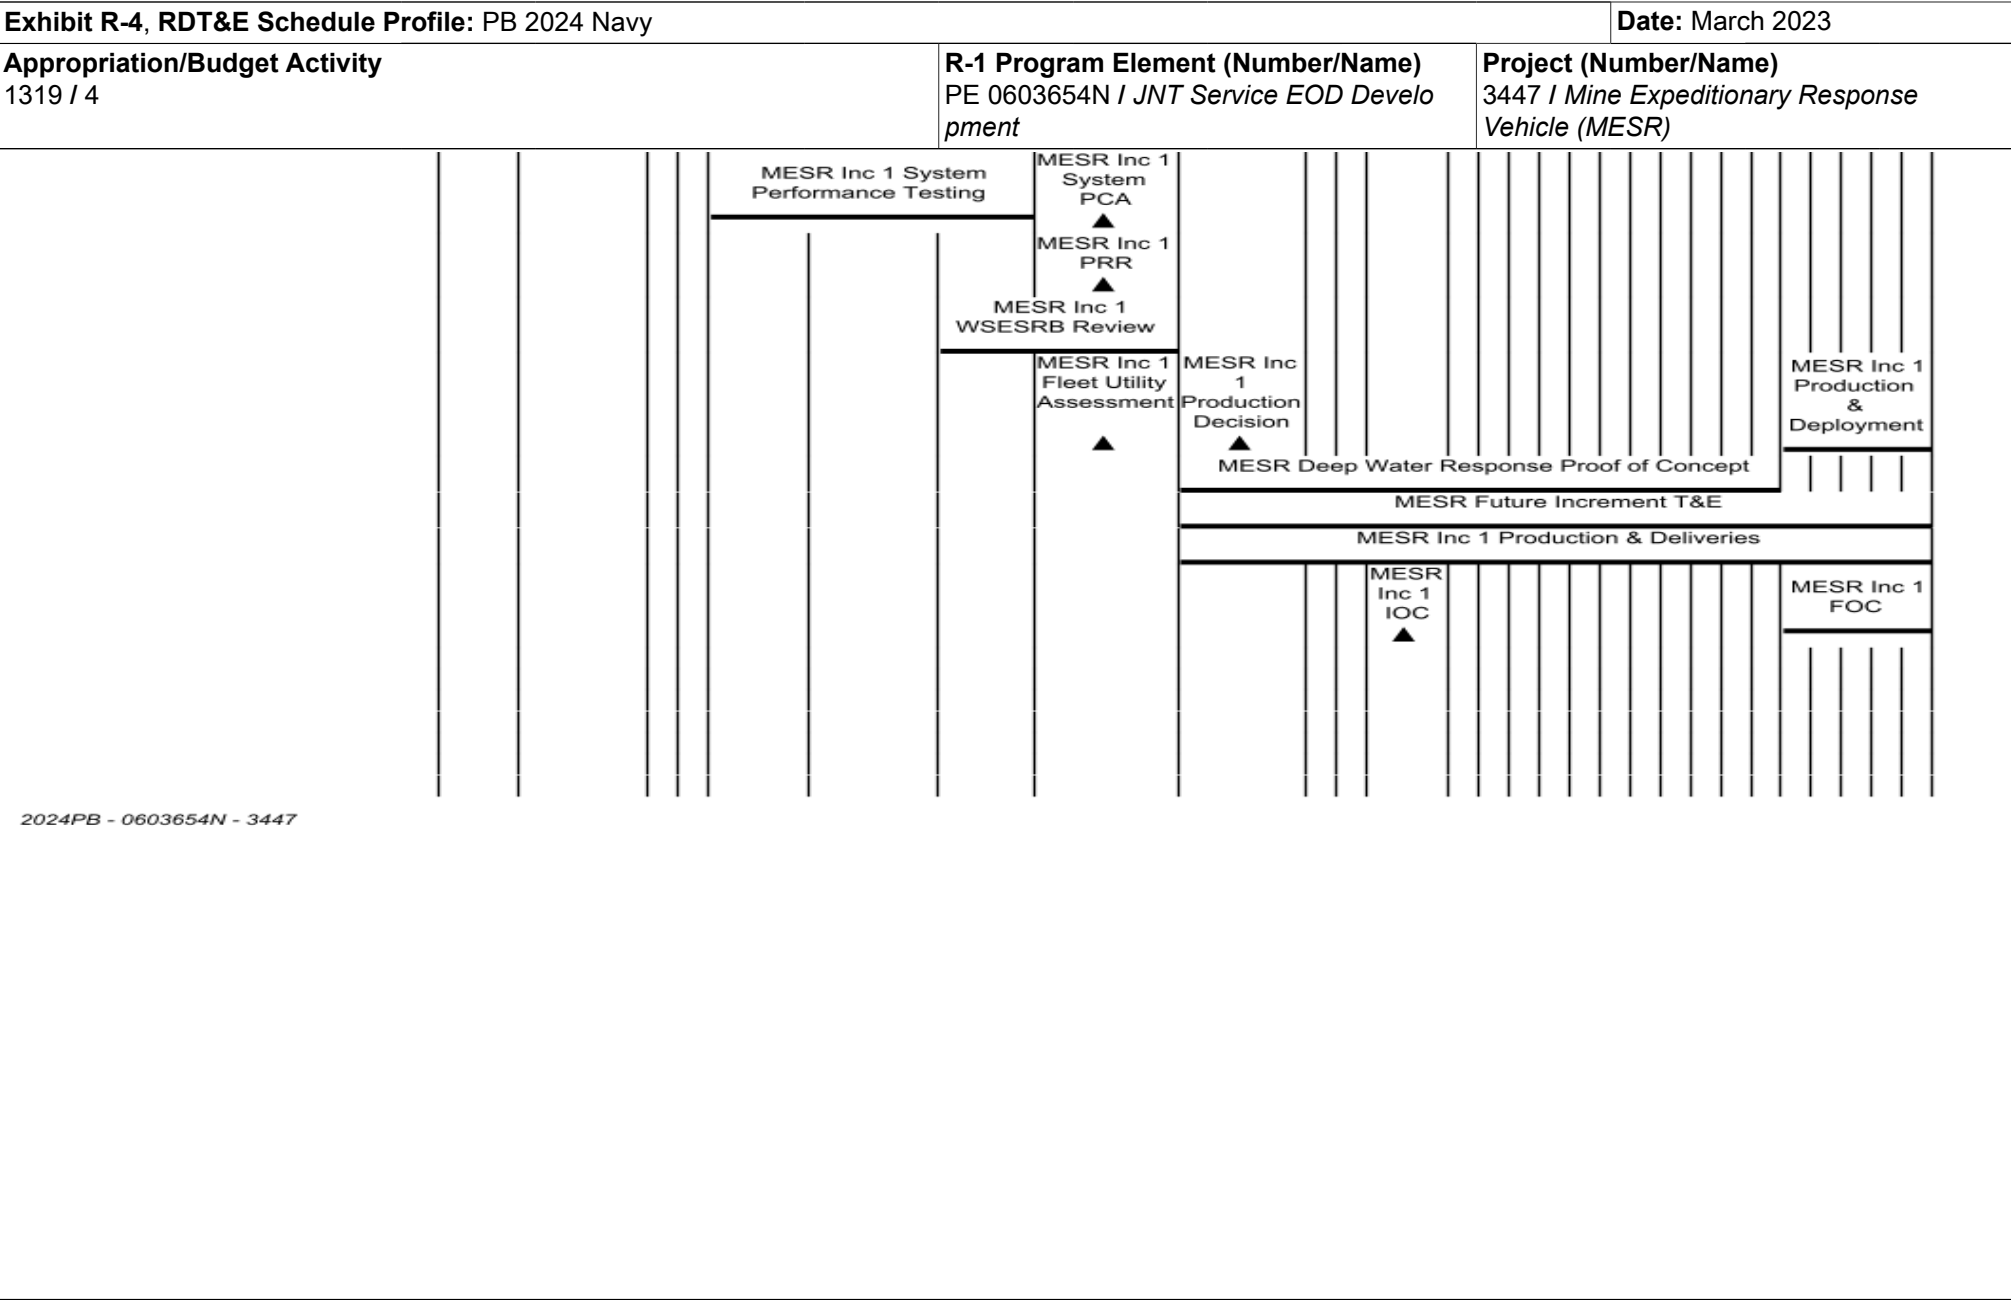 Exhibit R-4, RDT&E Schedule Profile: PB 2024 Navy
Date: March 2023
Appropriation/Budget Activity
1319 / 4
R-1 Program Element (Number/Name)
PE 0603654N / JNT Service EOD Develo
pment
Project (Number/Name)
3447 / Mine Expeditionary Response
Vehicle (MESR)
MESR Inc 1 System
Performance Testing
MESR Inc 1
System
PCA
MESR Inc 1
PRR
MESR Inc 1
WSESRB Review
MESR Inc 1
Fleet Utility
Assessment
MESR Inc
1
Production
Decision
MESR Inc 1
Production
&
Deployment
MESR Deep Water Response Proof of Concept
MESR Future Increment T&E
MESR Inc 1 Production & Deliveries
MESR
Inc 1
IOC
MESR Inc 1
FOC
2024PB - 0603654N - 3447